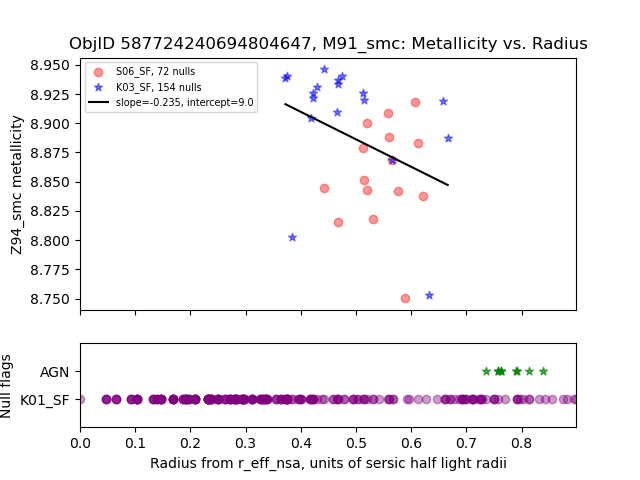 ObjID 587724240694804647, M91_smc: Metallicity vs. Radius
8.950
8.925
8.900
8.875
8.850
8.825
8.800
8.775
8.750
Z94_smc metallicity
S06_SF, 72 nulls
K03_SF, 154 nulls
slope=-0.235, intercept=9.0
AGN
K01_SF
Null flags
0.0 0.1 0.2 0.3 0.4 0.5 0.6 0.7 0.8
Radius from r_eff_nsa, units of sersic half light radii